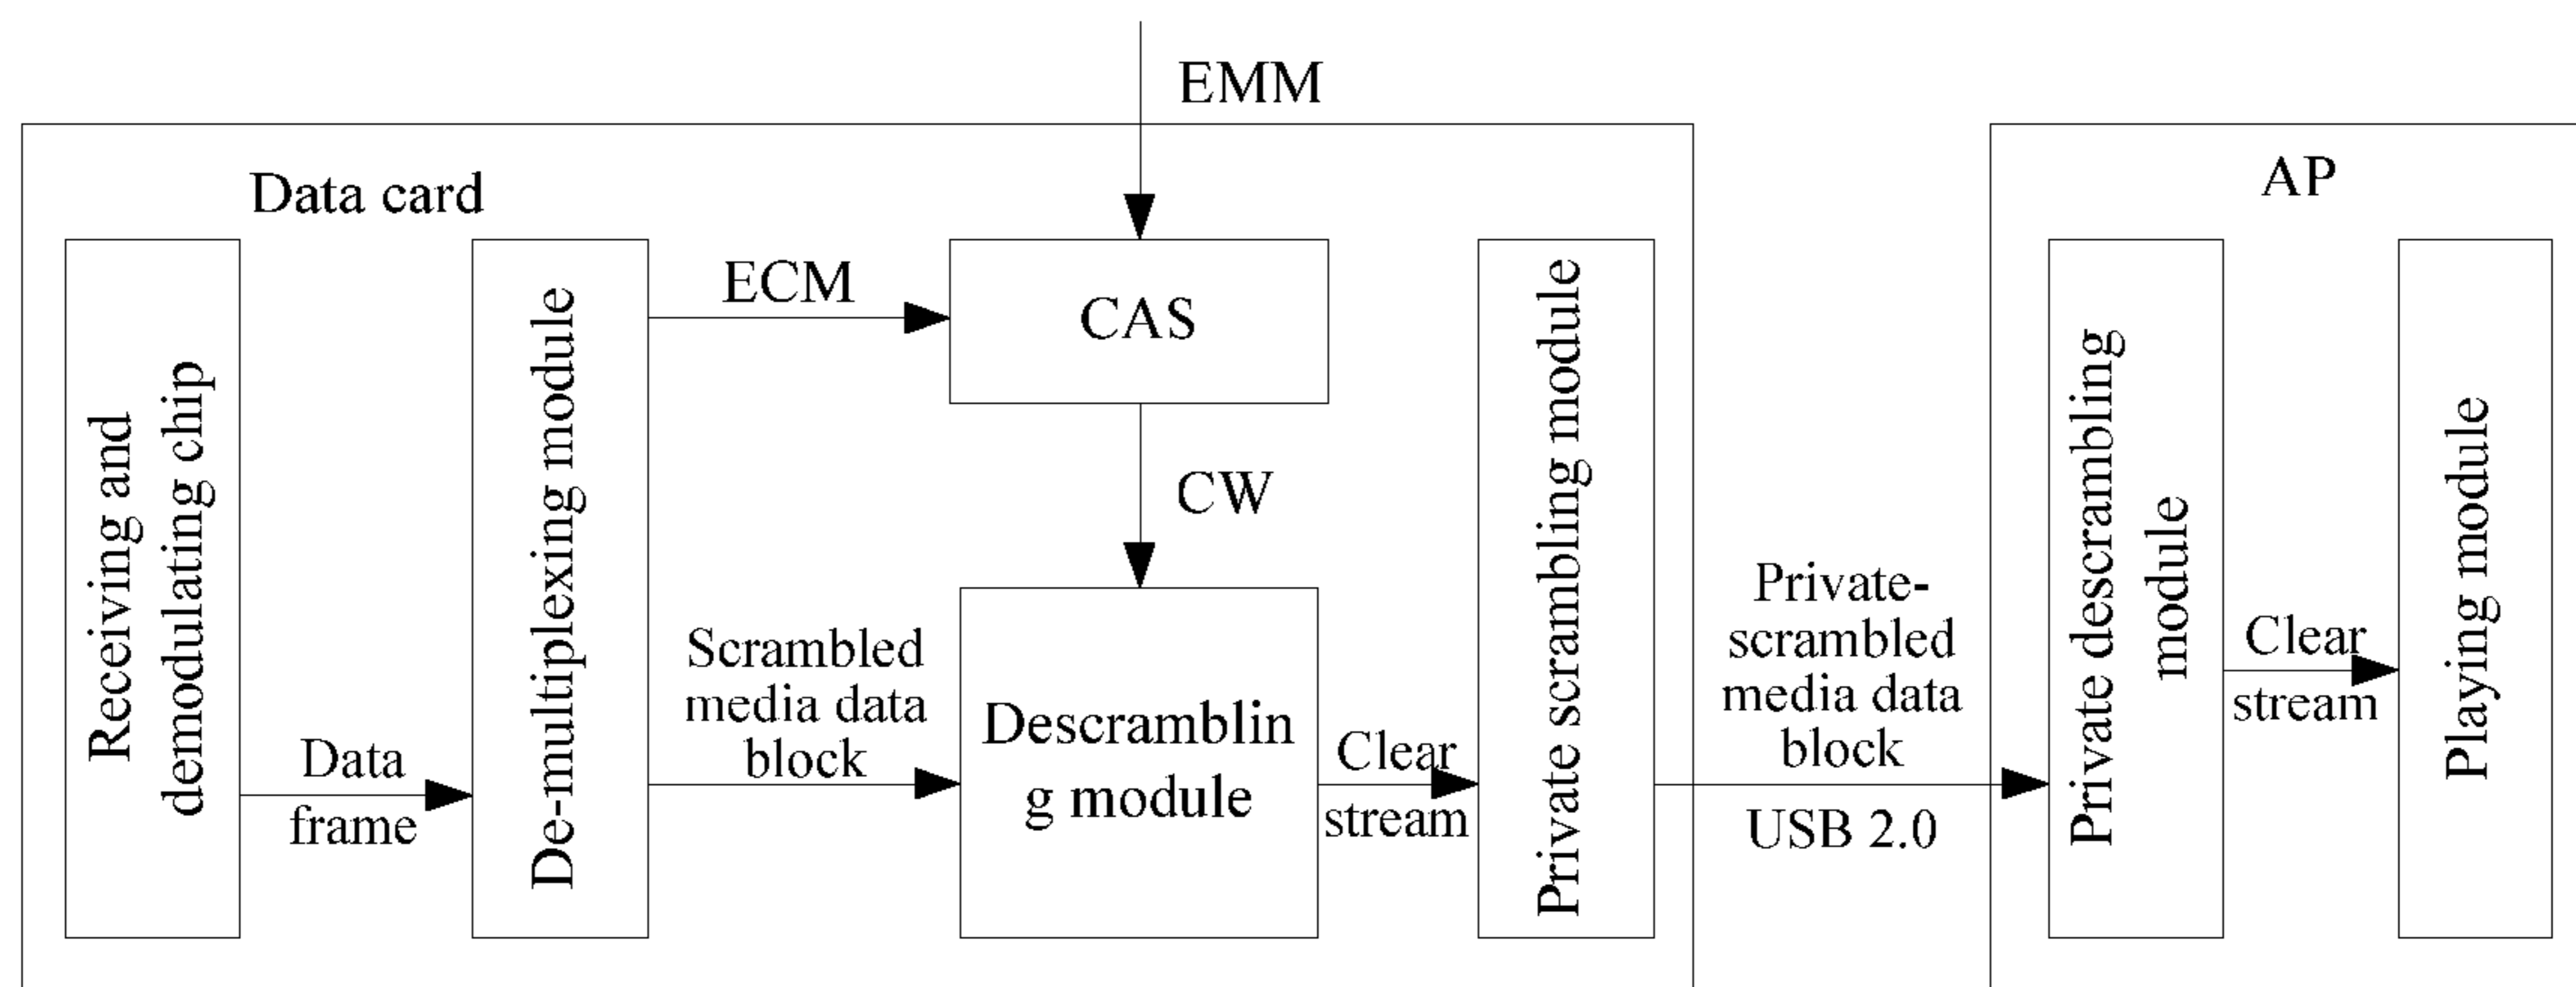 EMM
Data card
AP
Receiving and
demodulating chip
Data
frame
De-multiplexing module
ECM
CAS
CW
Scrambled
media data
block
Descramblin
g module
Clear
stream
Private scrambling module
Private-
scrambled
media data
block
USB 2.0
Private descrambling
module
Clear
stream
Playing module